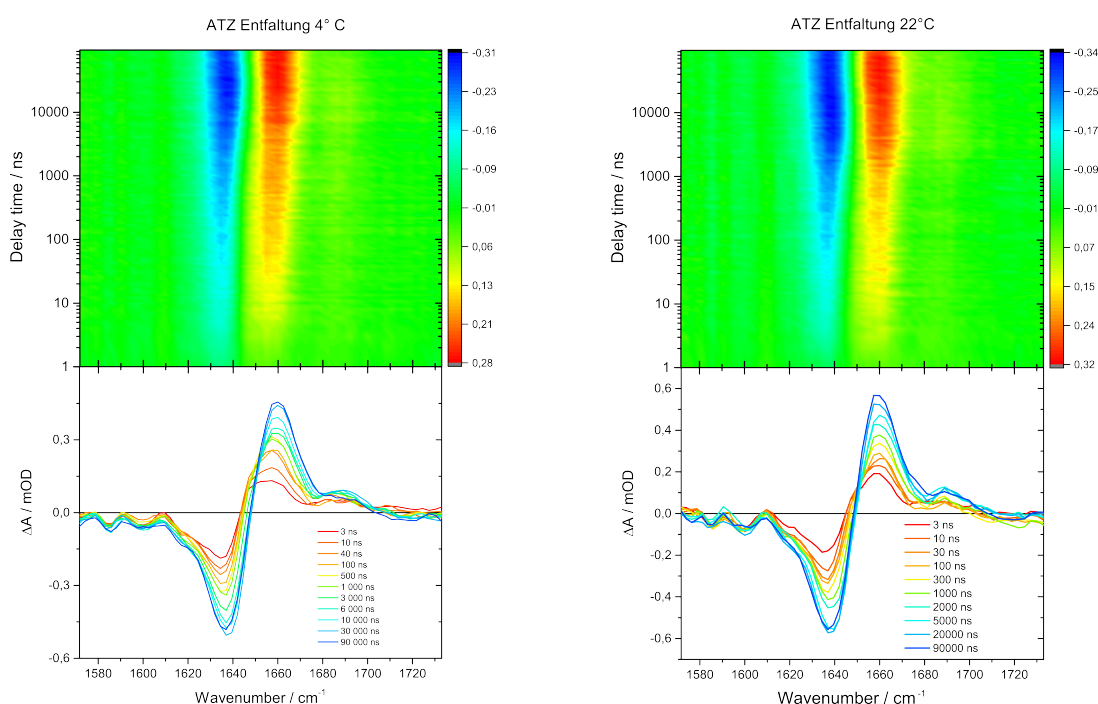 ATZ Entfaltung 4° C
Delay time / ns
10000
1000
100
10
1
-0.31
-0.23
-0.16
-0.09
-0.01
0,06
0,13
0,21
0,28
ΔA / mOD
0,3
0,0
-0,3
-0,6
3 ns
10 ns
40 ns
100 ns
500 ns
1 000 ns
3 000 ns
6 000 ns
10 000 ns
30 000 ns
90 000 ns
1580 1600 1620 1640 1660 1680 1700 1720
Wavenumber / cm⁻¹
ATZ Entfaltung 22°C
Delay time / ns
10000
1000
100
10
1
-0.34
-0.25
-0.17
-0.09
-0.01
0,07
0,15
0,24
0,32
ΔA / mOD
0,6
0,4
0,2
0,0
-0,2
-0,4
-0,6
3 ns
10 ns
30 ns
100 ns
300 ns
1000 ns
2000 ns
5000 ns
20000 ns
90000 ns
1580 1600 1620 1640 1660 1680 1700 1720
Wavenumber / cm⁻¹